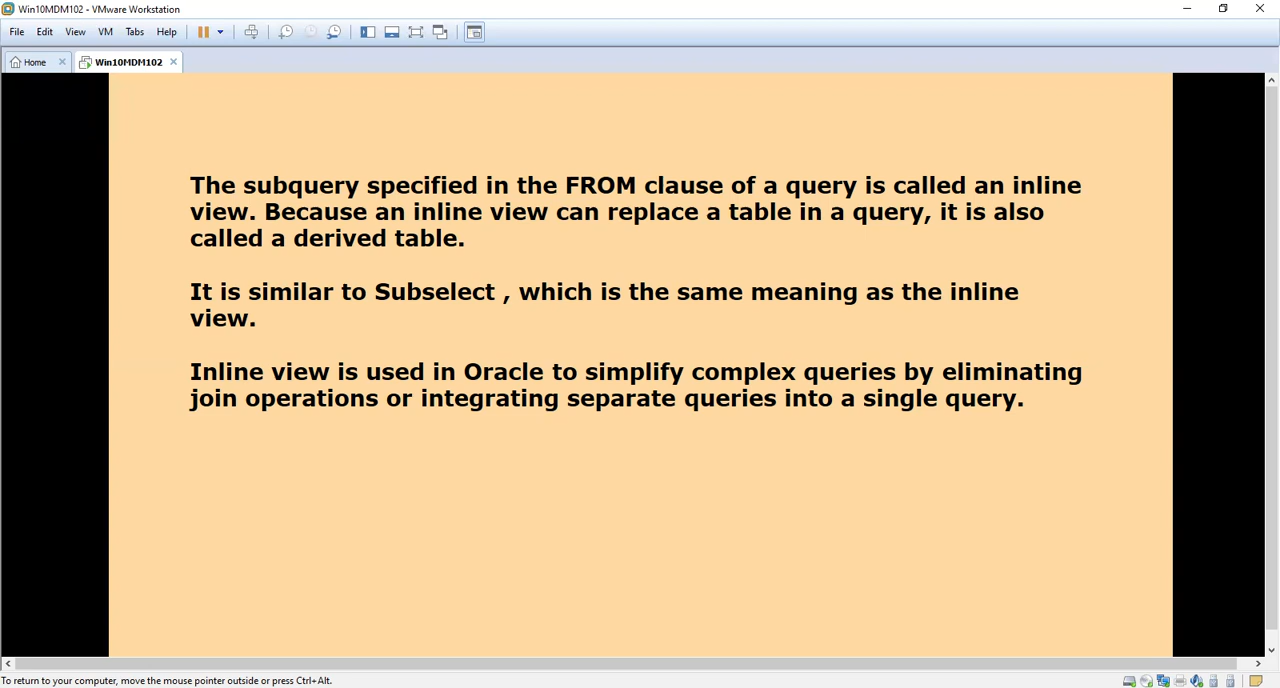 Win10MDM102 - VMware Workstation
File Edit View VM Tabs Help
Home Win10MDM102
The subquery specified in the FROM clause of a query is called an inline
view. Because an inline view can replace a table in a query, it is also
called a derived table.
It is similar to Subselect , which is the same meaning as the inline
view.
Inline view is used in Oracle to simplify complex queries by eliminating
join operations or integrating separate queries into a single query.
To return to your computer, move the mouse pointer outside or press Ctrl+Alt.